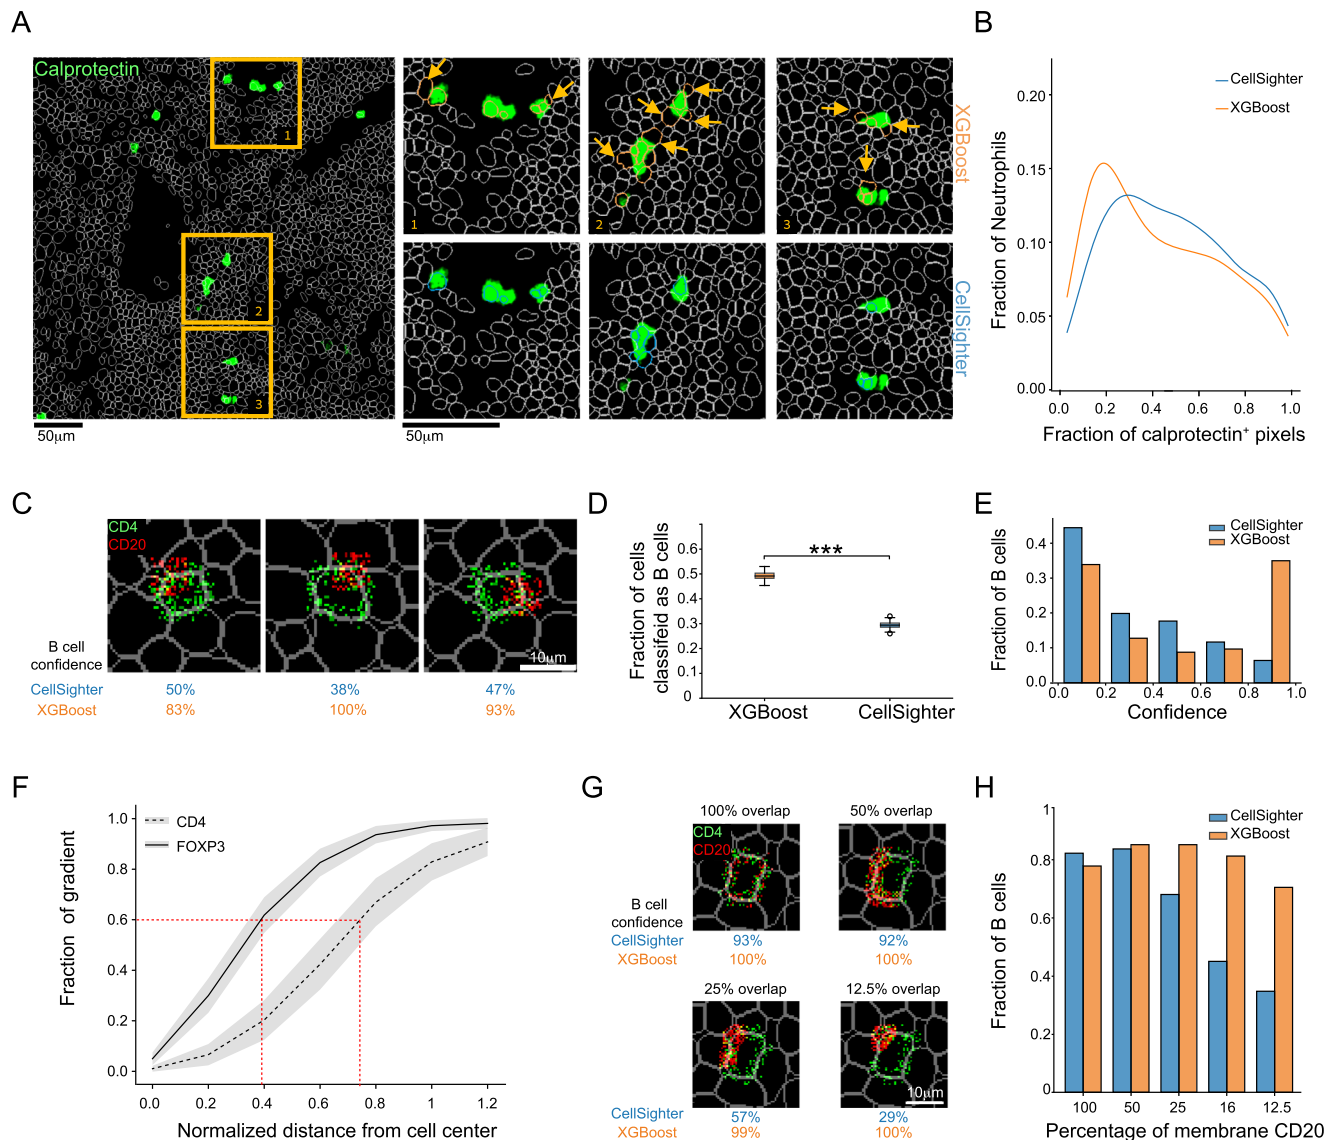 A
Calprotectin
1
2
3
50μm
1
2
3
XGBoost
CellSighter
50μm
B
CellSighter
XGBoost
Fraction of Neutrophils
0.20
0.15
0.10
0.05
0.00
0.0 0.2 0.4 0.6 0.8 1.0
Fraction of calprotectin⁺ pixels
C
CD4
CD20
10μm
B cell
confidence
CellSighter 50% 38% 47%
XGBoost 83% 100% 93%
D
Fraction of cells
classifeid as B cells
0.6
0.5
0.4
0.3
0.2
0.1
0
***
XGBoost CellSighter
E
CellSighter
XGBoost
Fraction of B cells
0.4
0.3
0.2
0.1
0.0
0.0 0.2 0.4 0.6 0.8 1.0
Confidence
F
CD4
FOXP3
Fraction of gradient
1.0
0.8
0.6
0.4
0.2
0.0
0.0 0.2 0.4 0.6 0.8 1 1.2
Normalized distance from cell center
G
100% overlap 50% overlap
CD4
CD20
B cell
confidence
CellSighter 93% 92%
XGBoost 100% 100%
25% overlap 12.5% overlap
10μm
CellSighter 57% 29%
XGBoost 99% 100%
H
CellSighter
XGBoost
Fraction of B cells
1
0.8
0.6
0.4
0.2
0
100 50 25 16 12.5
Percentage of membrane CD20